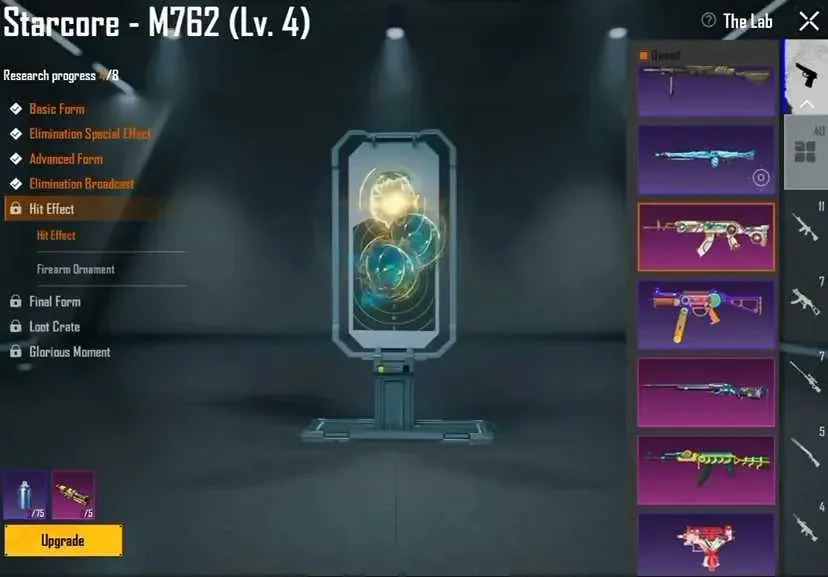 Starcore - M762 (Lv. 4)
The Lab
Research progress 4/8
Owned
Basic Form
Elimination Special Effect
Advanced Form
Elimination Broadcast
Hit Effect
Hit Effect
Firearm Ornament
Final Form
Loot Crate
Glorious Moment
40
11
7
7
5
4
/75
/5
Upgrade